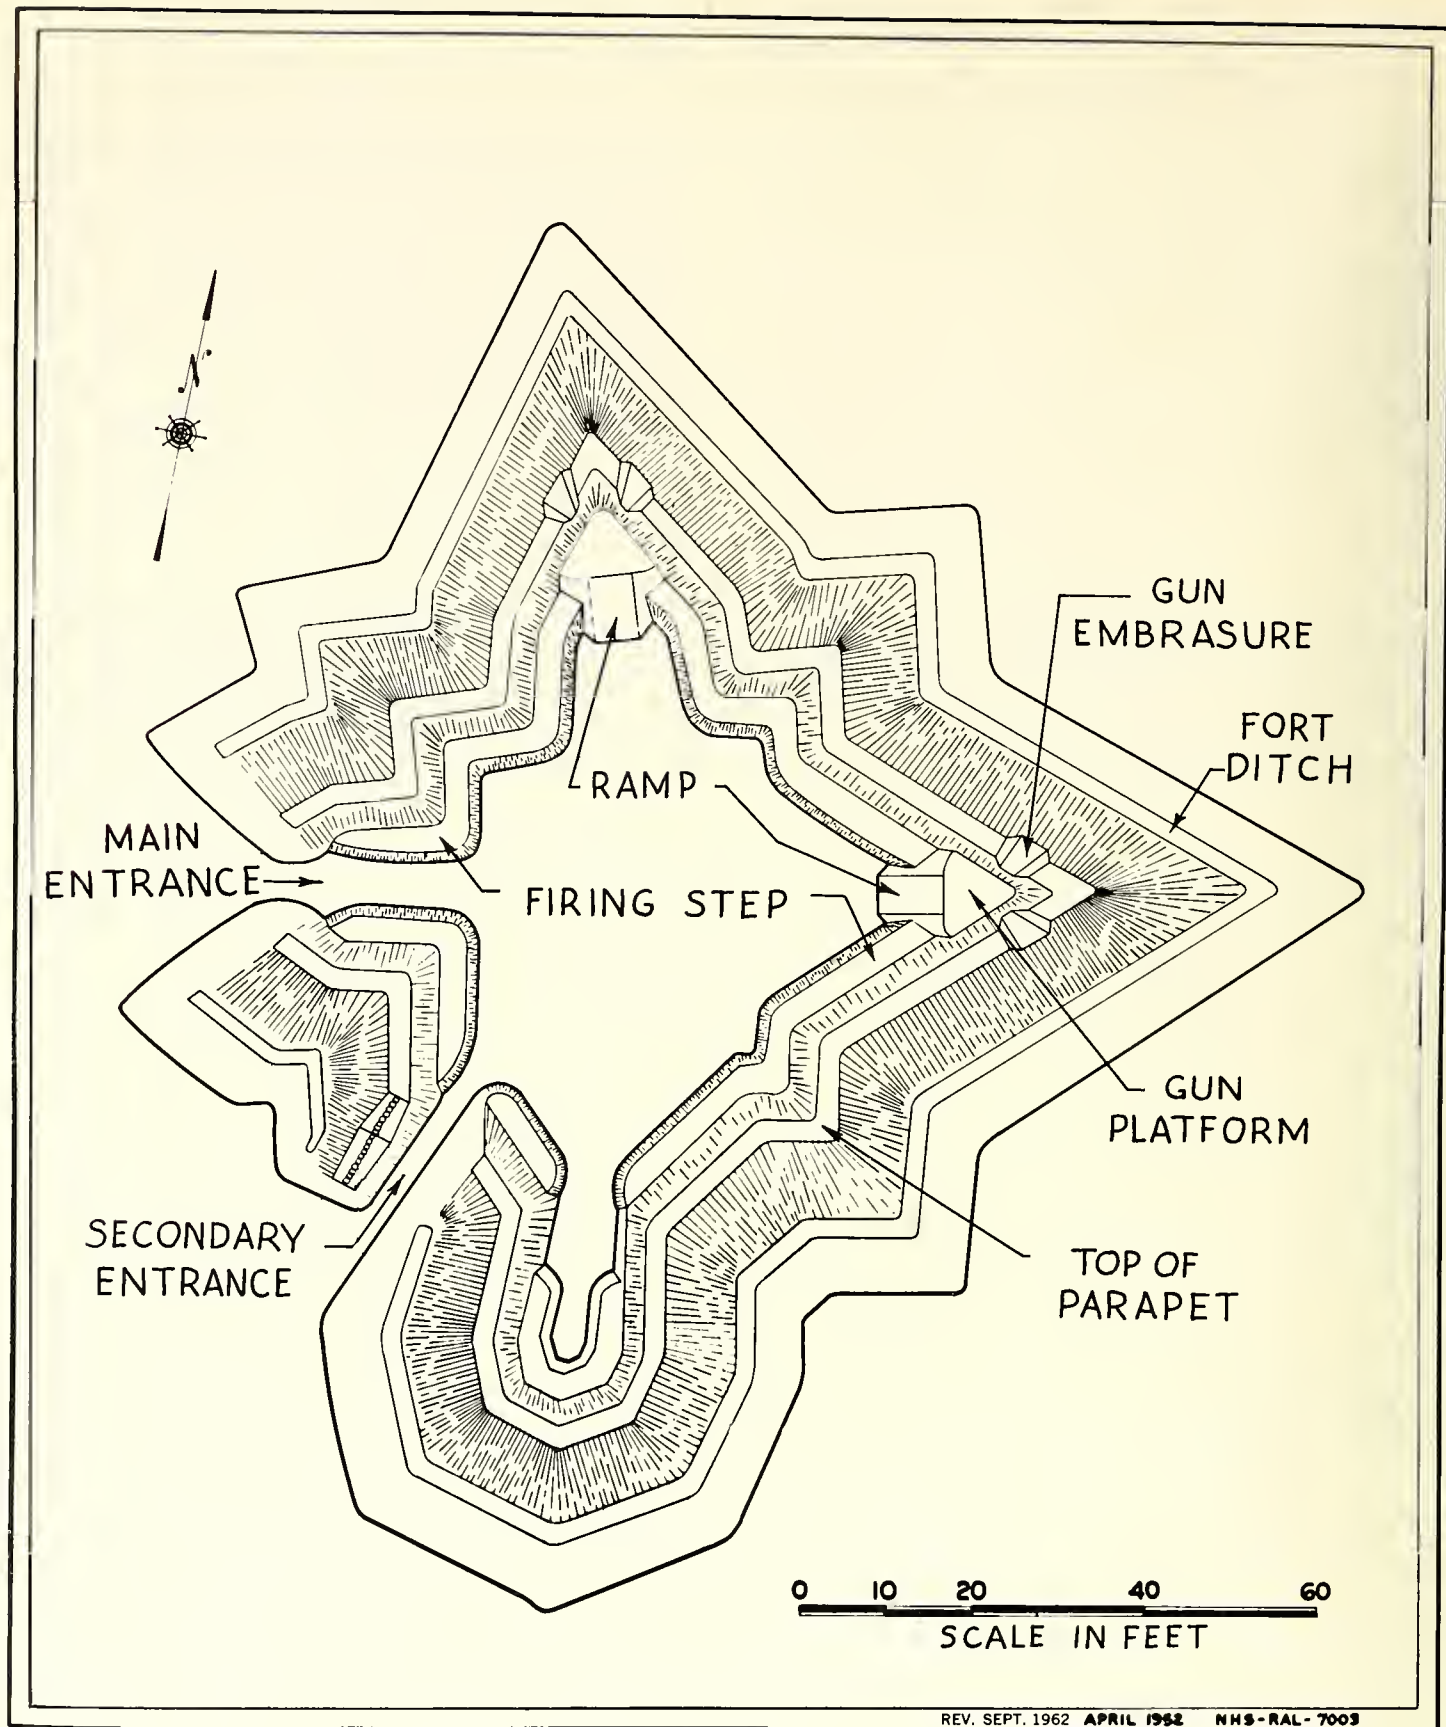 N
GUN
EMBRASURE
FORT
DITCH
RAMP
MAIN
ENTRANCE
FIRING STEP
GUN
PLATFORM
SECONDARY
ENTRANCE
TOP OF
PARAPET
0 10 20 40 60
SCALE IN FEET
REV. SEPT. 1962 APRIL 1952 NHS-RAL-7003